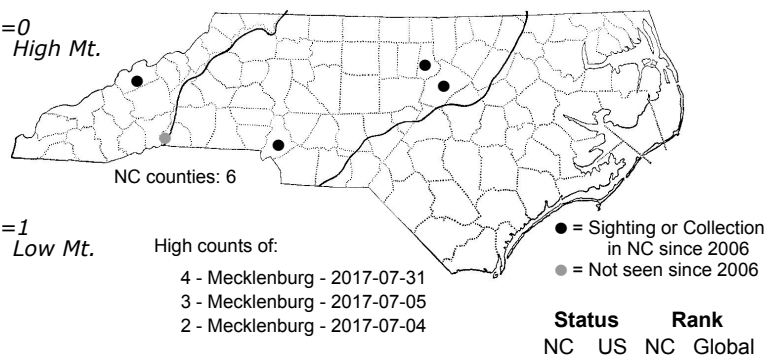 =0
High Mt.
NC counties: 6
=1
Low Mt.
High counts of:
4 - Mecklenburg - 2017-07-31
3 - Mecklenburg - 2017-07-05
2 - Mecklenburg - 2017-07-04
● = Sighting or Collection
in NC since 2006
● = Not seen since 2006
Status Rank
NC US NC Global